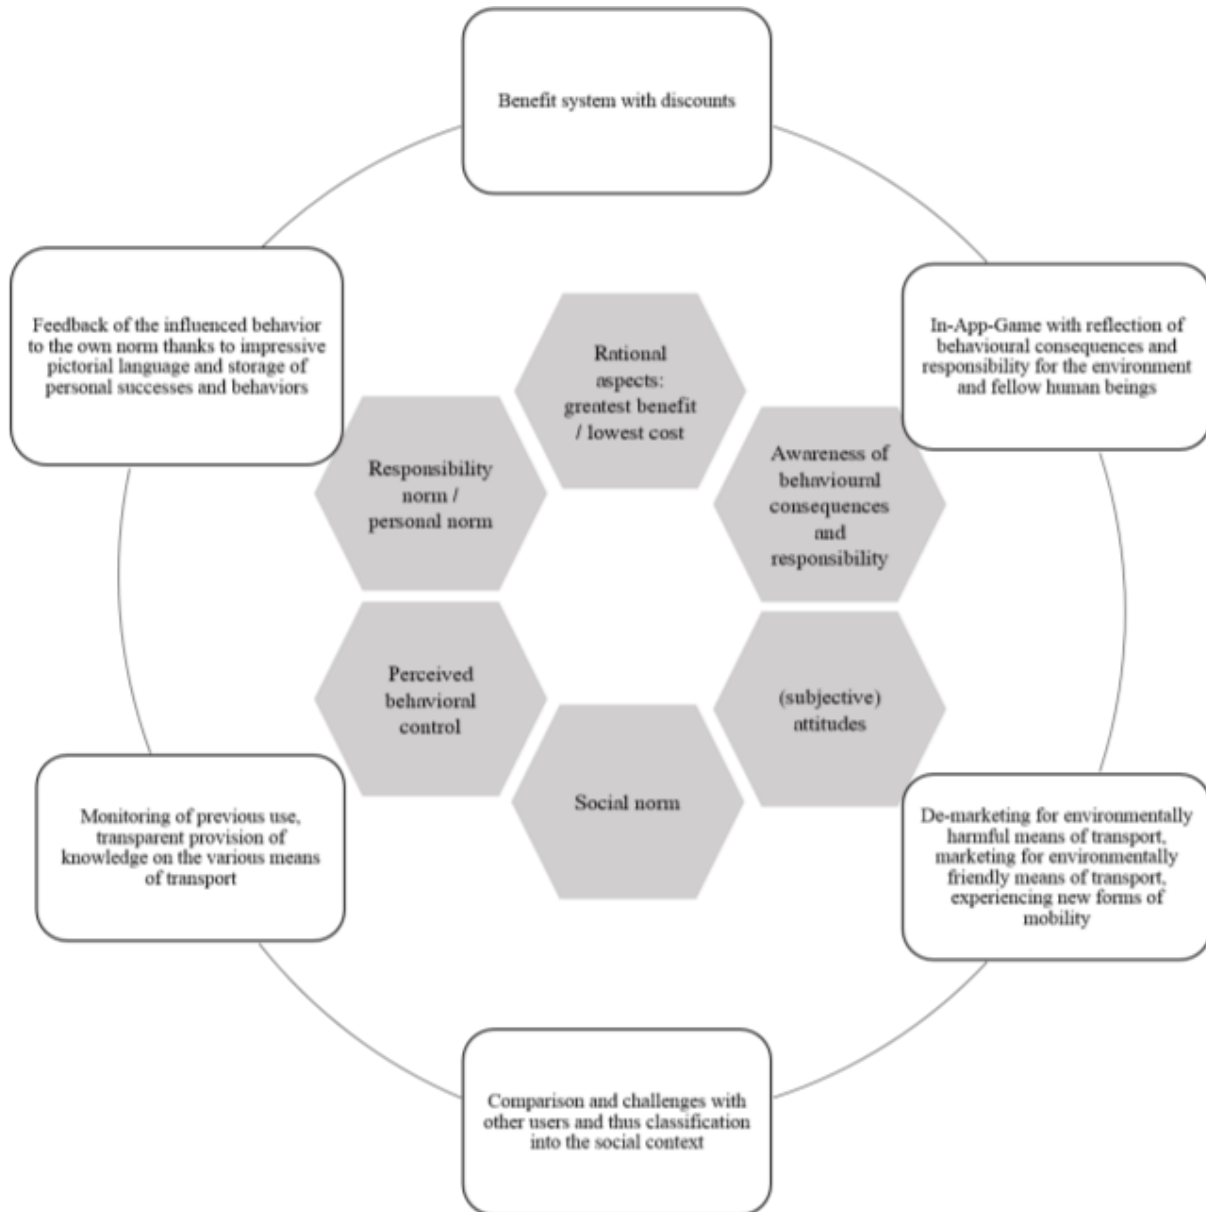 Benefit system with discounts
Feedback of the influenced behavior
to the own norm thanks to impressive
pictorial language and storage of
personal successes and behaviors
In-App-Game with reflection of
behavioural consequences and
responsibility for the environment
and fellow human beings
Rational
aspects:
greatest benefit
/ lowest cost
Responsibility
norm /
personal norm
Awareness of
behavioural
consequences
and
responsibility
Perceived
behavioral
control
(subjective)
attitudes
Social norm
Monitoring of previous use,
transparent provision of
knowledge on the various means
of transport
De-marketing for environmentally
harmful means of transport,
marketing for environmentally
friendly means of transport,
experiencing new forms of
mobility
Comparison and challenges with
other users and thus classification
into the social context